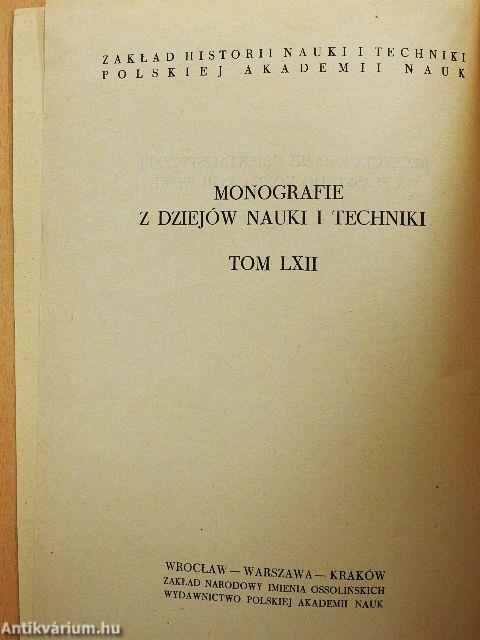 ZAKŁAD HISTORII NAUKI I TECHNIKI
POLSKIEJ AKADEMII NAUK
MONOGRAFIE
Z DZIEJÓW NAUKI I TECHNIKI
TOM LXII
WROCŁAW — WARSZAWA — KRAKÓW
ZAKŁAD NARODOWY IMIENIA OSSOLIŃSKICH
WYDAWNICTWO POLSKIEJ AKADEMII NAUK
Antikvárium.hu